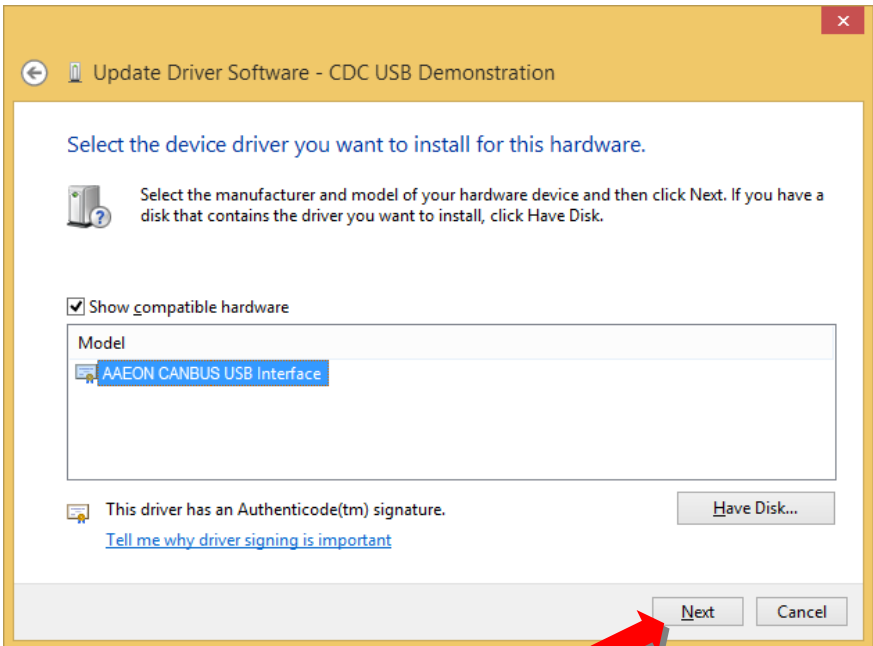 Update Driver Software - CDC USB Demonstration
Select the device driver you want to install for this hardware.
Select the manufacturer and model of your hardware device and then click Next. If you have a
disk that contains the driver you want to install, click Have Disk.
Show compatible hardware
Model
AAEON CANBUS USB Interface
This driver has an Authenticode(tm) signature.
Have Disk...
Tell me why driver signing is important
Next
Cancel